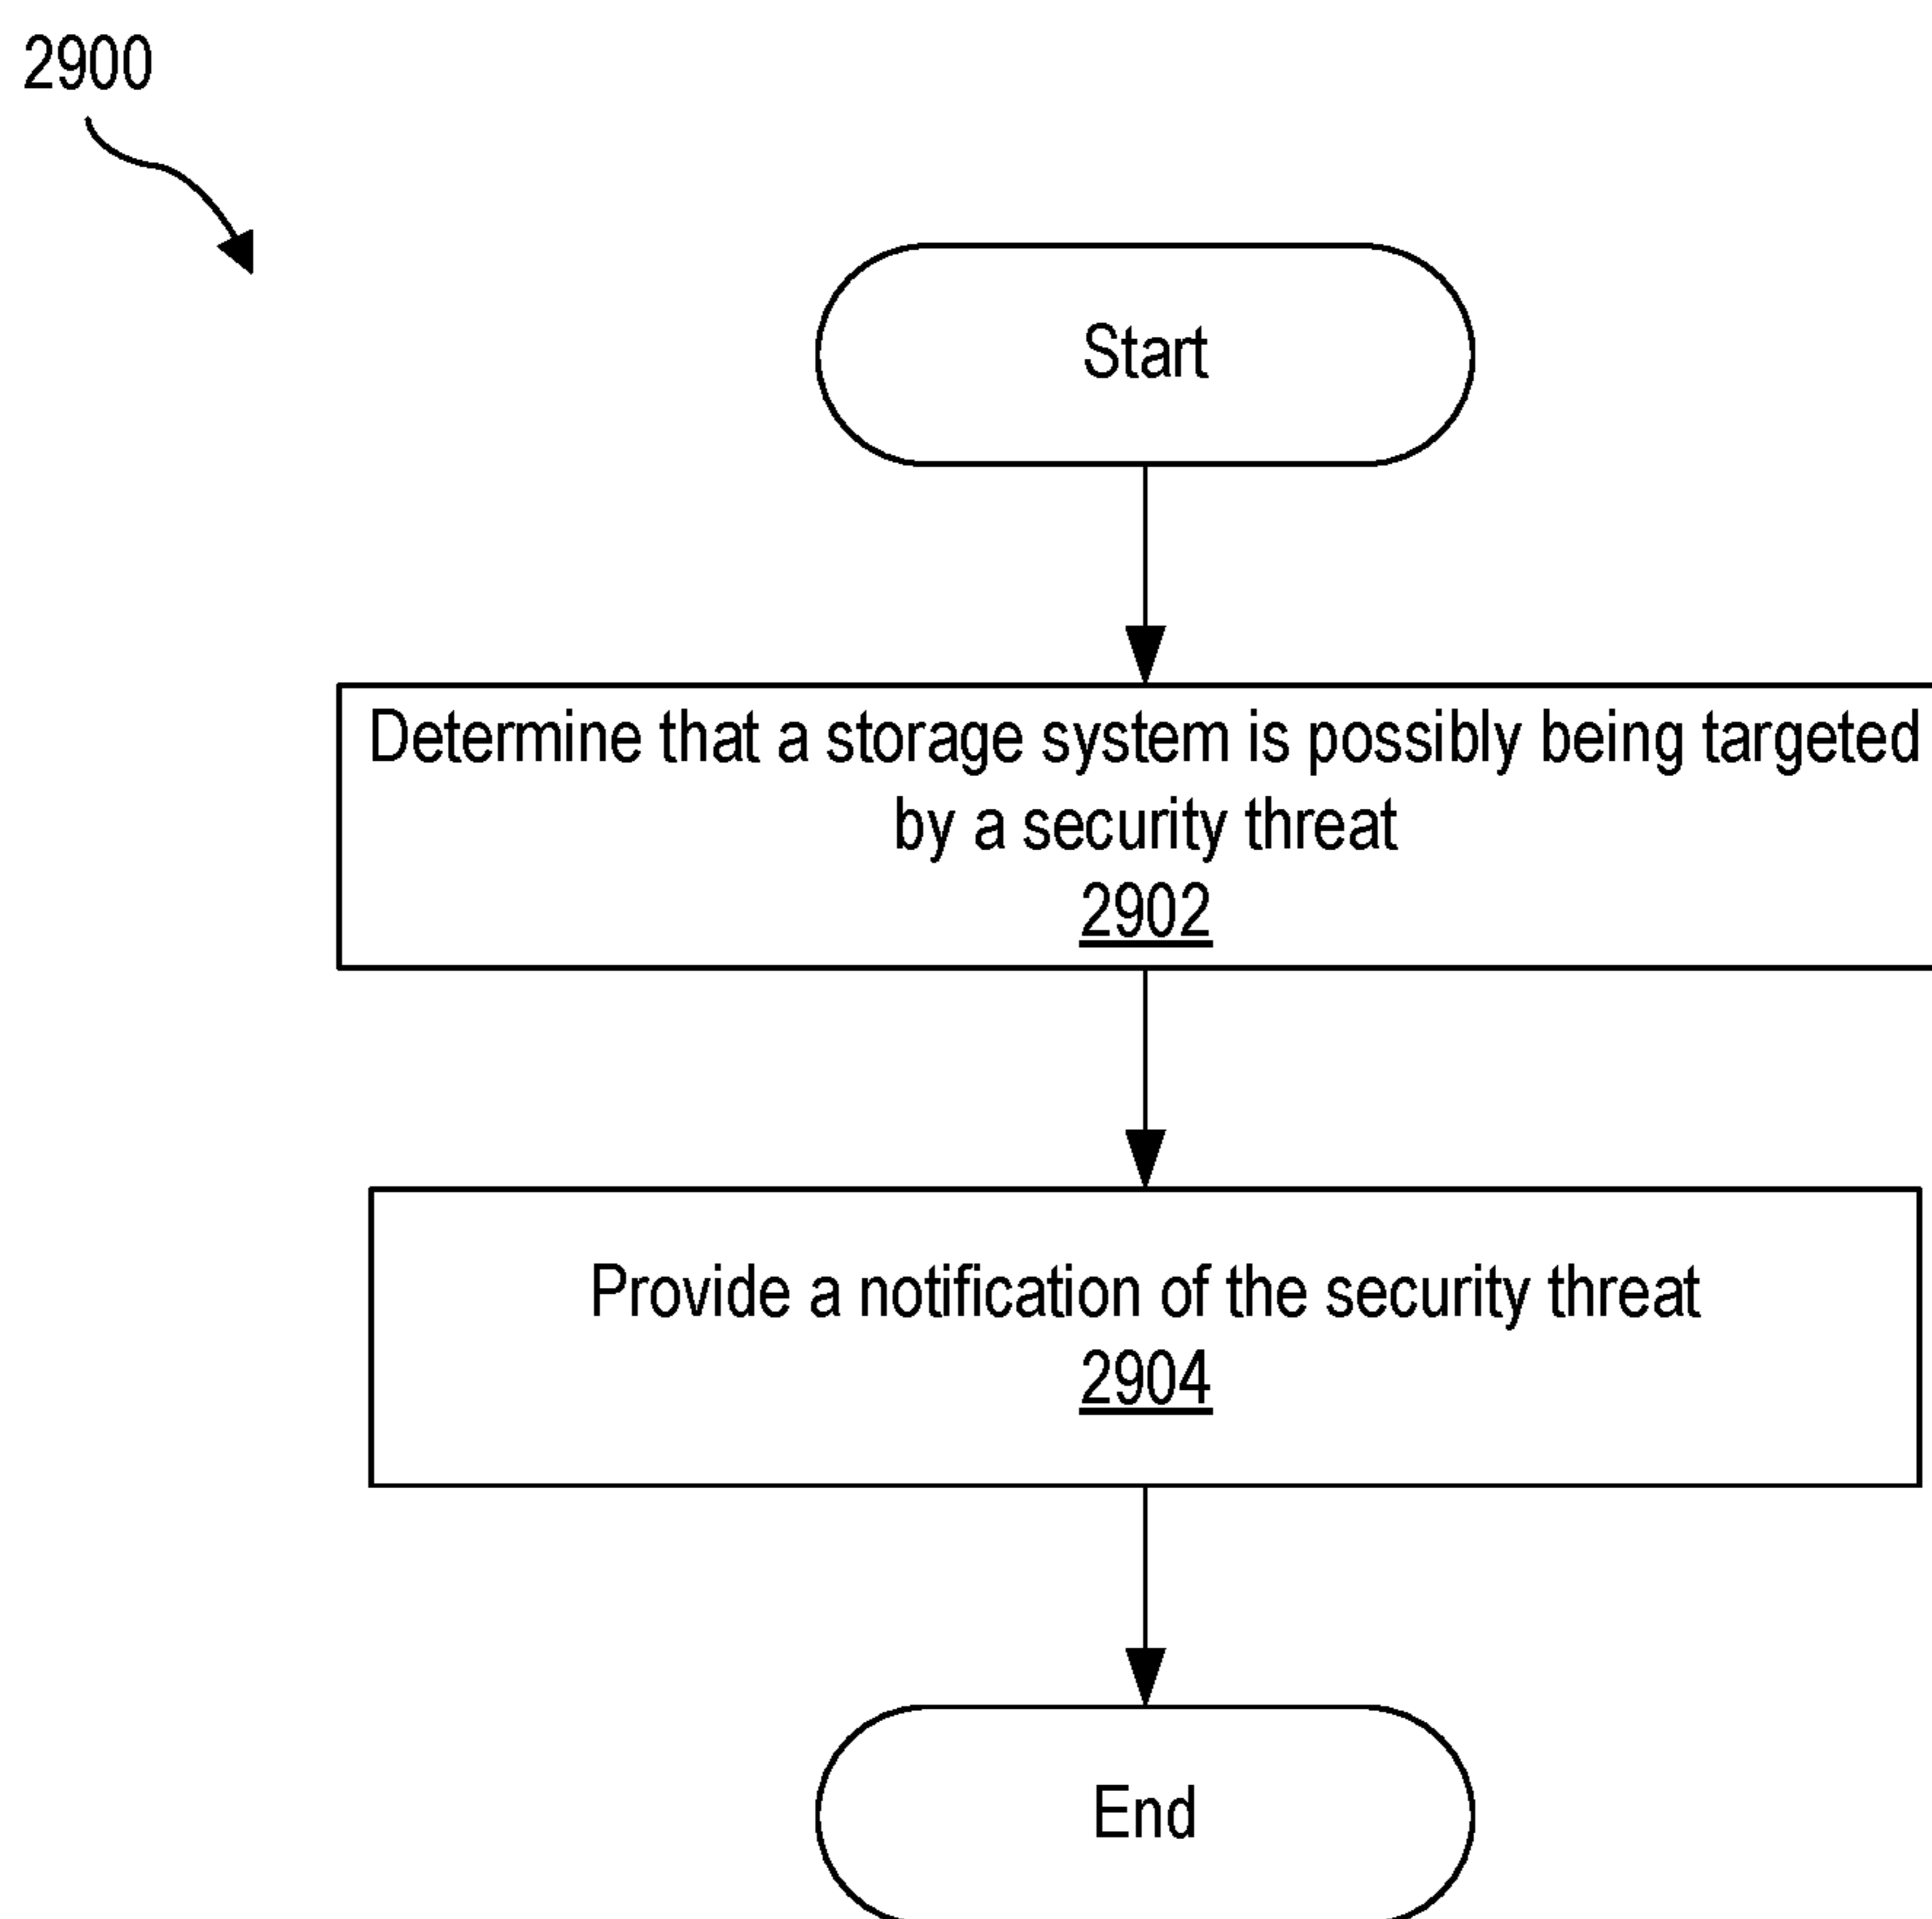 2900
Start
Determine that a storage system is possibly being targeted
by a security threat
2902
Provide a notification of the security threat
2904
End